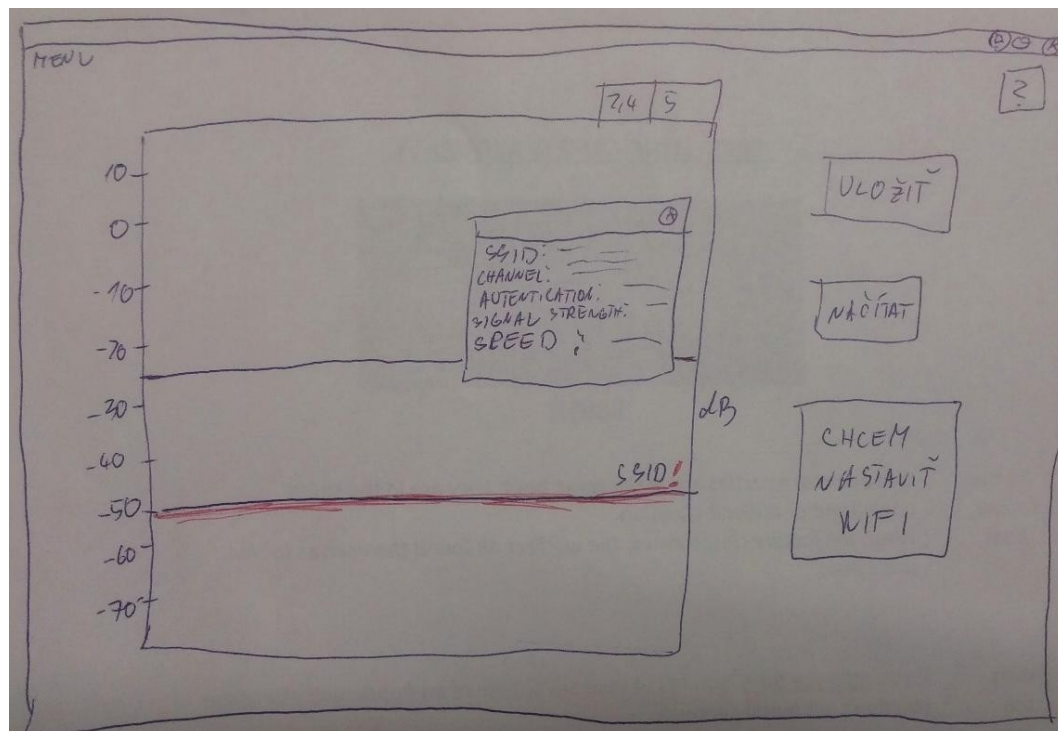 MENU
?
2,4 5
10
0
-10
-20
-30
-40
-50
-60
-70
SSID:
CHANNEL:
AUTENTICATION:
SIGNAL STRENGTH:
SPEED :
dB
SSID!
ULOŽIŤ
NAČÍTAT
CHCEM
NASTAVIŤ
WIFI